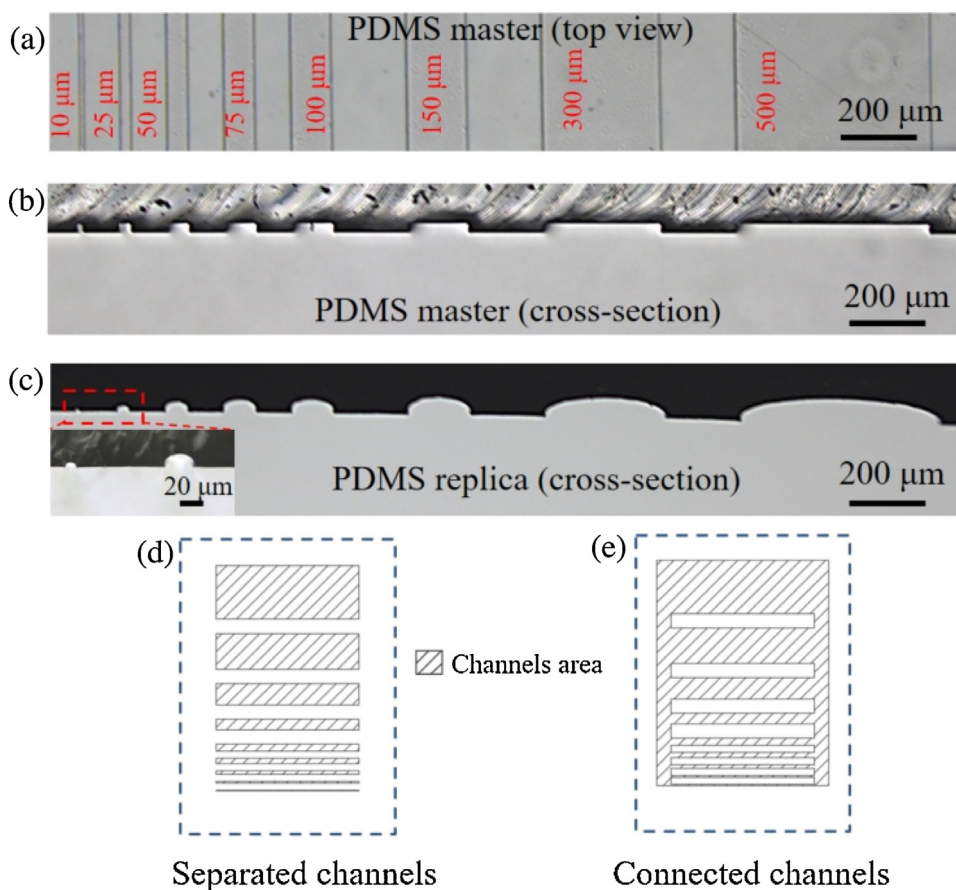 (a)
PDMS master (top view)
10 μm
25 μm
50 μm
75 μm
100 μm
150 μm
300 μm
500 μm
200 μm
(b)
PDMS master (cross-section)
200 μm
(c)
20 μm
PDMS replica (cross-section)
200 μm
(d)
(e)
Channels area
Separated channels
Connected channels